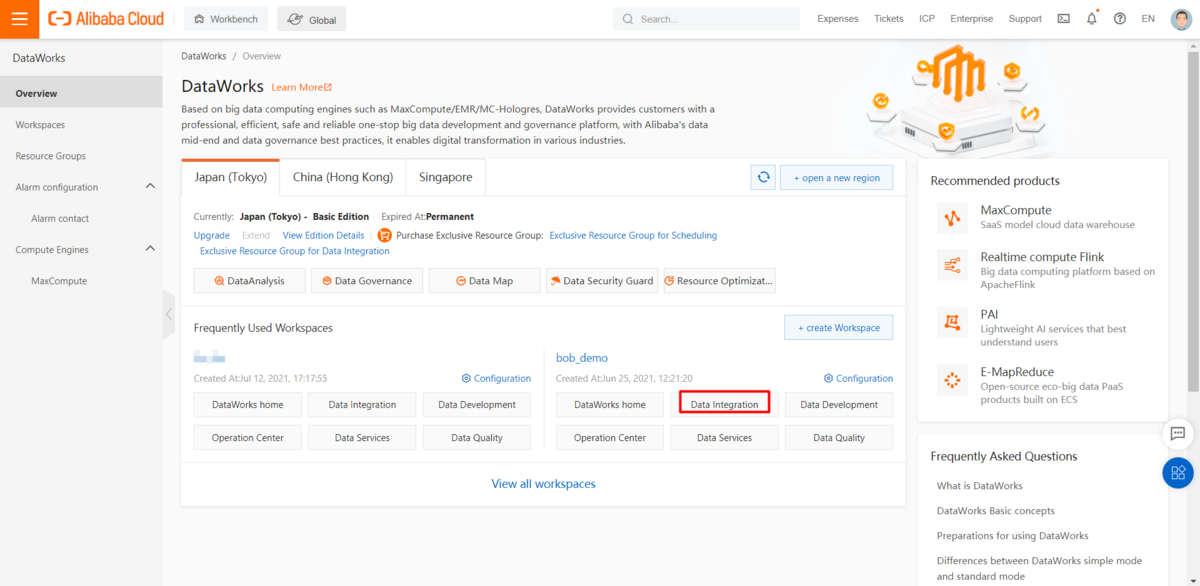 Alibaba Cloud
Workbench
Global
Search...
Expenses
Tickets
ICP
Enterprise
Support
EN
DataWorks
Overview
Workspaces
Resource Groups
Alarm configuration
Alarm contact
Compute Engines
MaxCompute
DataWorks / Overview
DataWorks Learn More
Based on big data computing engines such as MaxCompute/EMR/MC-Hologres, DataWorks provides customers with a
professional, efficient, safe and reliable one-stop big data development and governance platform, with Alibaba's data
mid-end and data governance best practices, it enables digital transformation in various industries.
Japan (Tokyo)
China (Hong Kong)
Singapore
+ open a new region
Currently: Japan (Tokyo) - Basic Edition Expired At:Permanent
Upgrade Extend View Edition Details Purchase Exclusive Resource Group: Exclusive Resource Group for Scheduling
Exclusive Resource Group for Data Integration
DataAnalysis
Data Governance
Data Map
Data Security Guard
Resource Optimizat...
Frequently Used Workspaces
+ create Workspace
Created At:Jul 12, 2021, 17:17:55
Configuration
DataWorks home
Data Integration
Data Development
Operation Center
Data Services
Data Quality
bob_demo
Created At:Jun 25, 2021, 12:21:20
Configuration
DataWorks home
Data Integration
Data Development
Operation Center
Data Services
Data Quality
View all workspaces
Recommended products
MaxCompute
SaaS model cloud data warehouse
Realtime compute Flink
Big data computing platform based on
ApacheFlink
PAI
Lightweight AI services that best
understand users
E-MapReduce
Open-source eco-big data PaaS
products built on ECS
Frequently Asked Questions
What is DataWorks
DataWorks Basic concepts
Preparations for using DataWorks
Differences between DataWorks simple mode
and standard mode